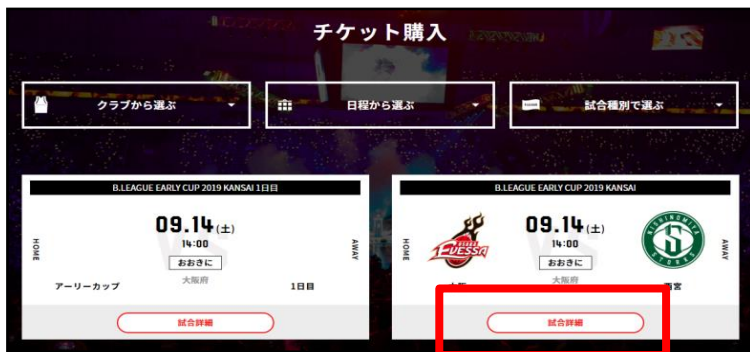 チケット購入
クラブから選ぶ
日程から選ぶ
試合種別で選ぶ
B.LEAGUE EARLY CUP 2019 KANSAI 1日目
HOME
09.14(土)
14:00
おおきに
大阪府
AWAY
アーリーカップ
1日目
試合詳細
B.LEAGUE EARLY CUP 2019 KANSAI
HOME
EVESSA
09.14(土)
14:00
おおきに
大阪府
NISHINOMIYA
STORKS
AWAY
試合詳細